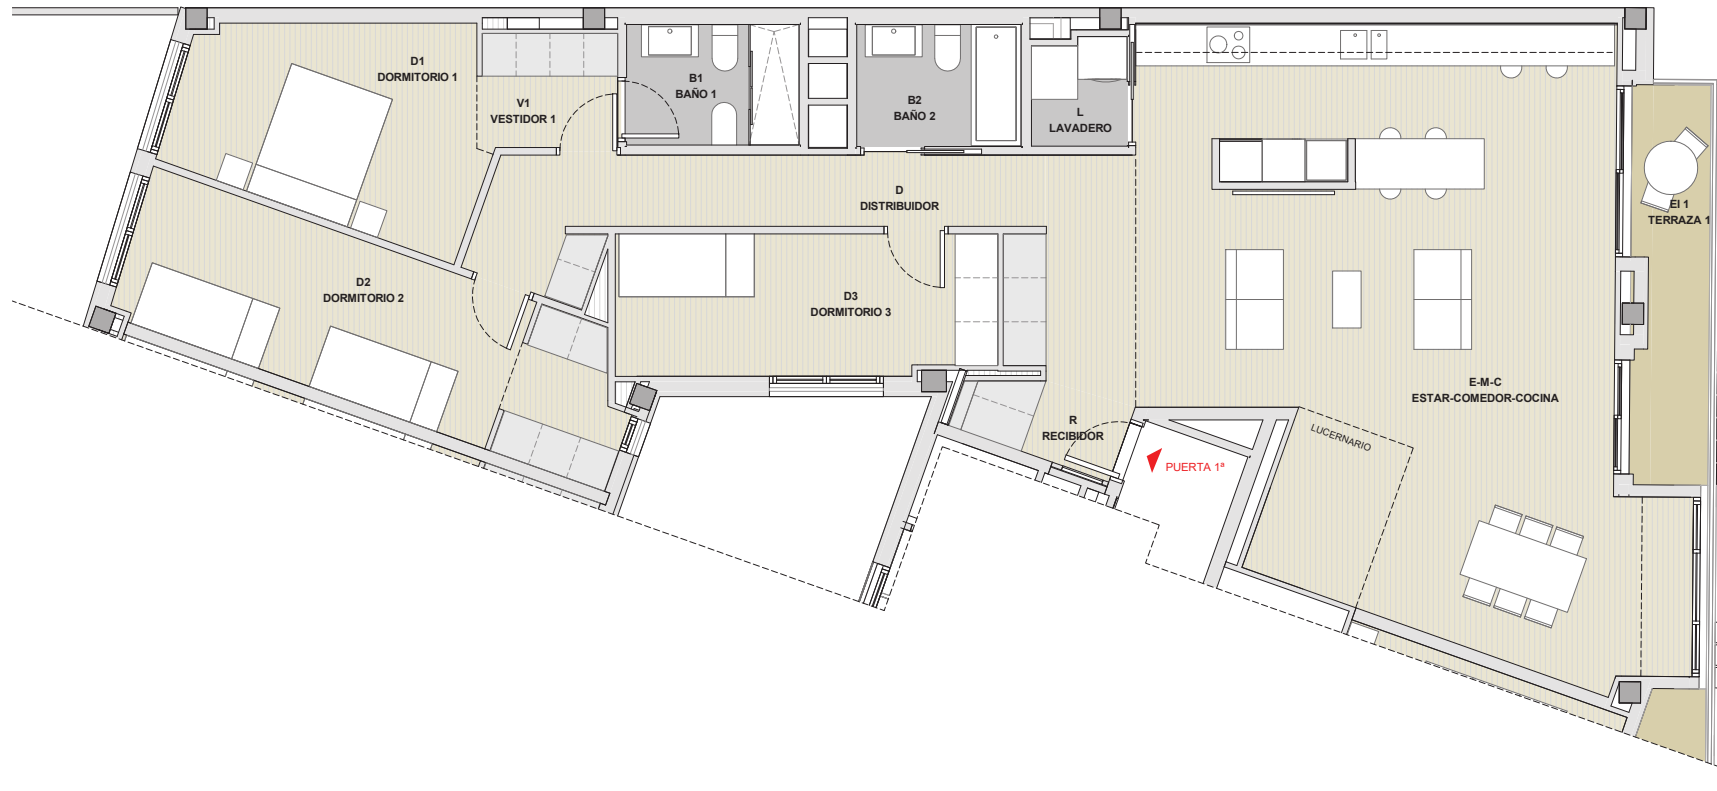 D1
DORMITORIO 1
V1
VESTIDOR 1
B1
BAÑO 1
B2
BAÑO 2
L
LAVADERO
D
DISTRIBUIDOR
EI 1
TERRAZA 1
D2
DORMITORIO 2
D3
DORMITORIO 3
E-M-C
ESTAR-COMEDOR-COCINA
R
RECIBIDOR
LUCERNARIO
PUERTA 1ª